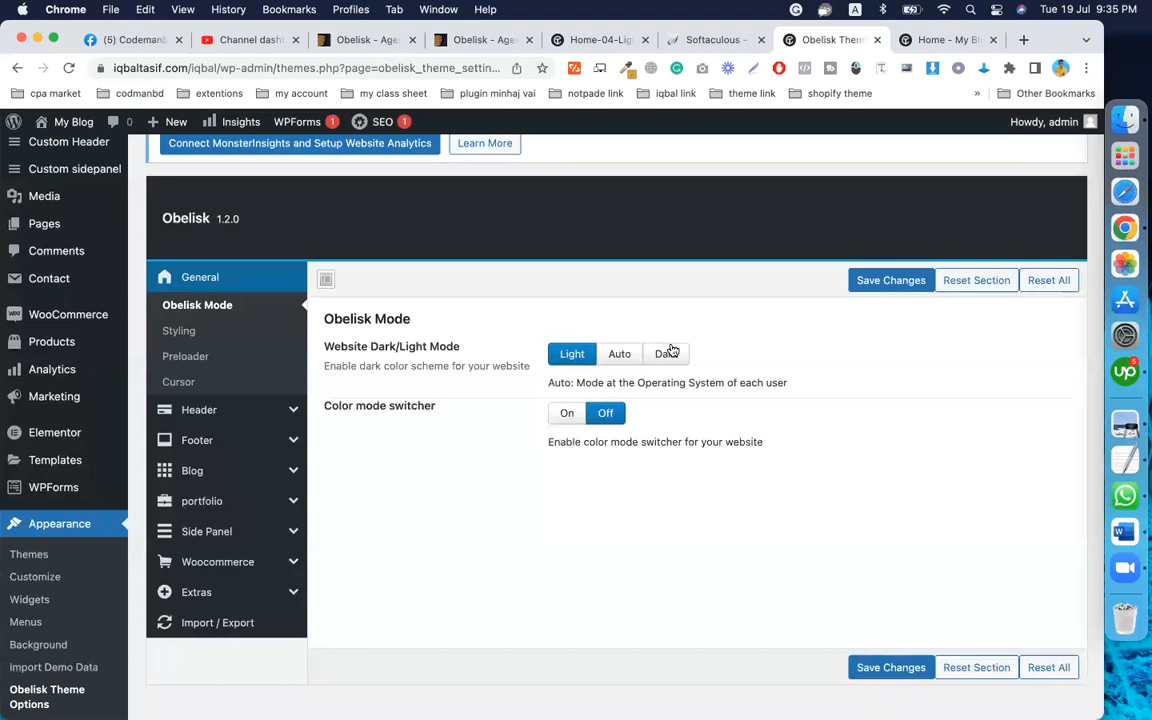 Chrome File Edit View History Bookmarks Profiles Tab Window Help A Tue 19 Jul 9:35 PM
(5) Codemanb Channel dash Obelisk - Age Obelisk - Age Home-04-Lig Softaculous - Obelisk Them Home - My Bl
iqbaltasif.com/iqbal/wp-admin/themes.php?page=obelisk_theme_settin...
cpa market codmanbd extentions my account my class sheet plugin minhaj vai notpade link iqbal link theme link shopify theme » Other Bookmarks
My Blog 0 New Insights WPForms 1 SEO 1 Howdy, admin
Custom Header
Custom sidepanel
Media
Pages
Comments
Contact
WooCommerce
Products
Analytics
Marketing
Elementor
Templates
WPForms
Appearance
Themes
Customize
Widgets
Menus
Background
Import Demo Data
Obelisk Theme
Options
Connect MonsterInsights and Setup Website Analytics Learn More
Obelisk 1.2.0
General
Obelisk Mode
Styling
Preloader
Cursor
Header
Footer
Blog
portfolio
Side Panel
Woocommerce
Extras
Import / Export
Save Changes Reset Section Reset All
Obelisk Mode
Website Dark/Light Mode
Enable dark color scheme for your website
Light Auto
Auto: Mode at the Operating System of each user
Color mode switcher
On Off
Enable color mode switcher for your website
Save Changes Reset Section Reset All
up 5
W